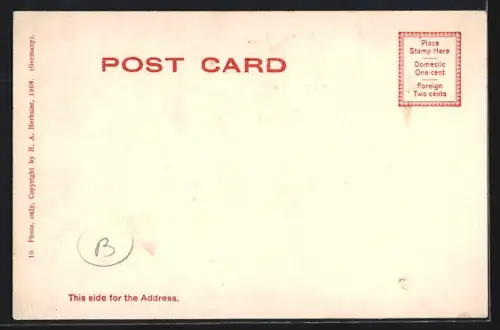 POST CARD
Place
Stamp Here
Domestic
One cent
Foreign
Two cents
10 Photo, only, Copyright by H. A. Herbster, 1906. (Germany).
B
This side for the Address.